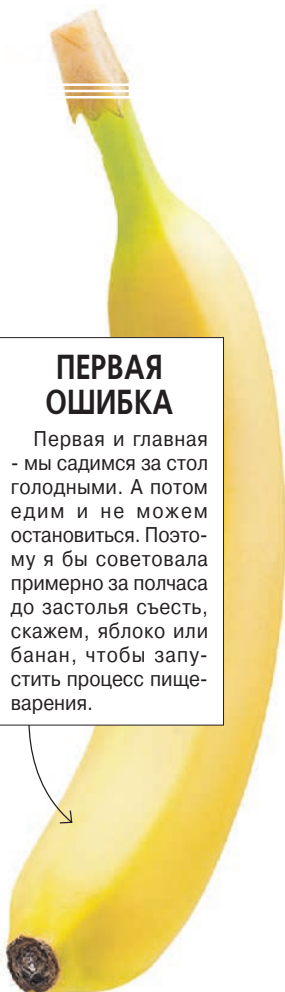 ПЕРВАЯ
ОШИБКА
Первая и главная
- мы садимся за стол
голодными. А потом
едим и не можем
остановиться. Поэто-
му я бы советовала
примерно за полчаса
до застолья съесть,
скажем, яблоко или
банан, чтобы запу-
стить процесс пище-
варения.